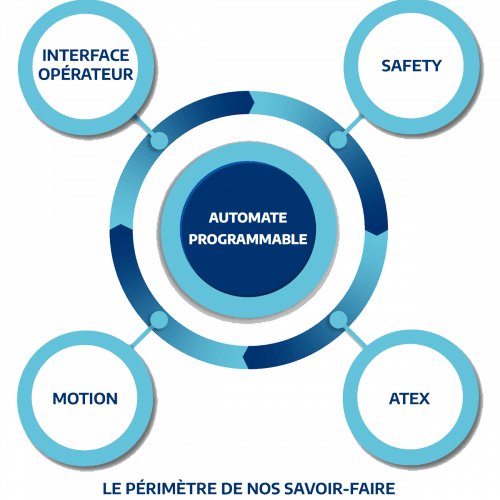 INTERFACE
OPÉRATEUR
SAFETY
AUTOMATE
PROGRAMMABLE
MOTION
ATEX
LE PÉRIMÈTRE DE NOS SAVOIR-FAIRE